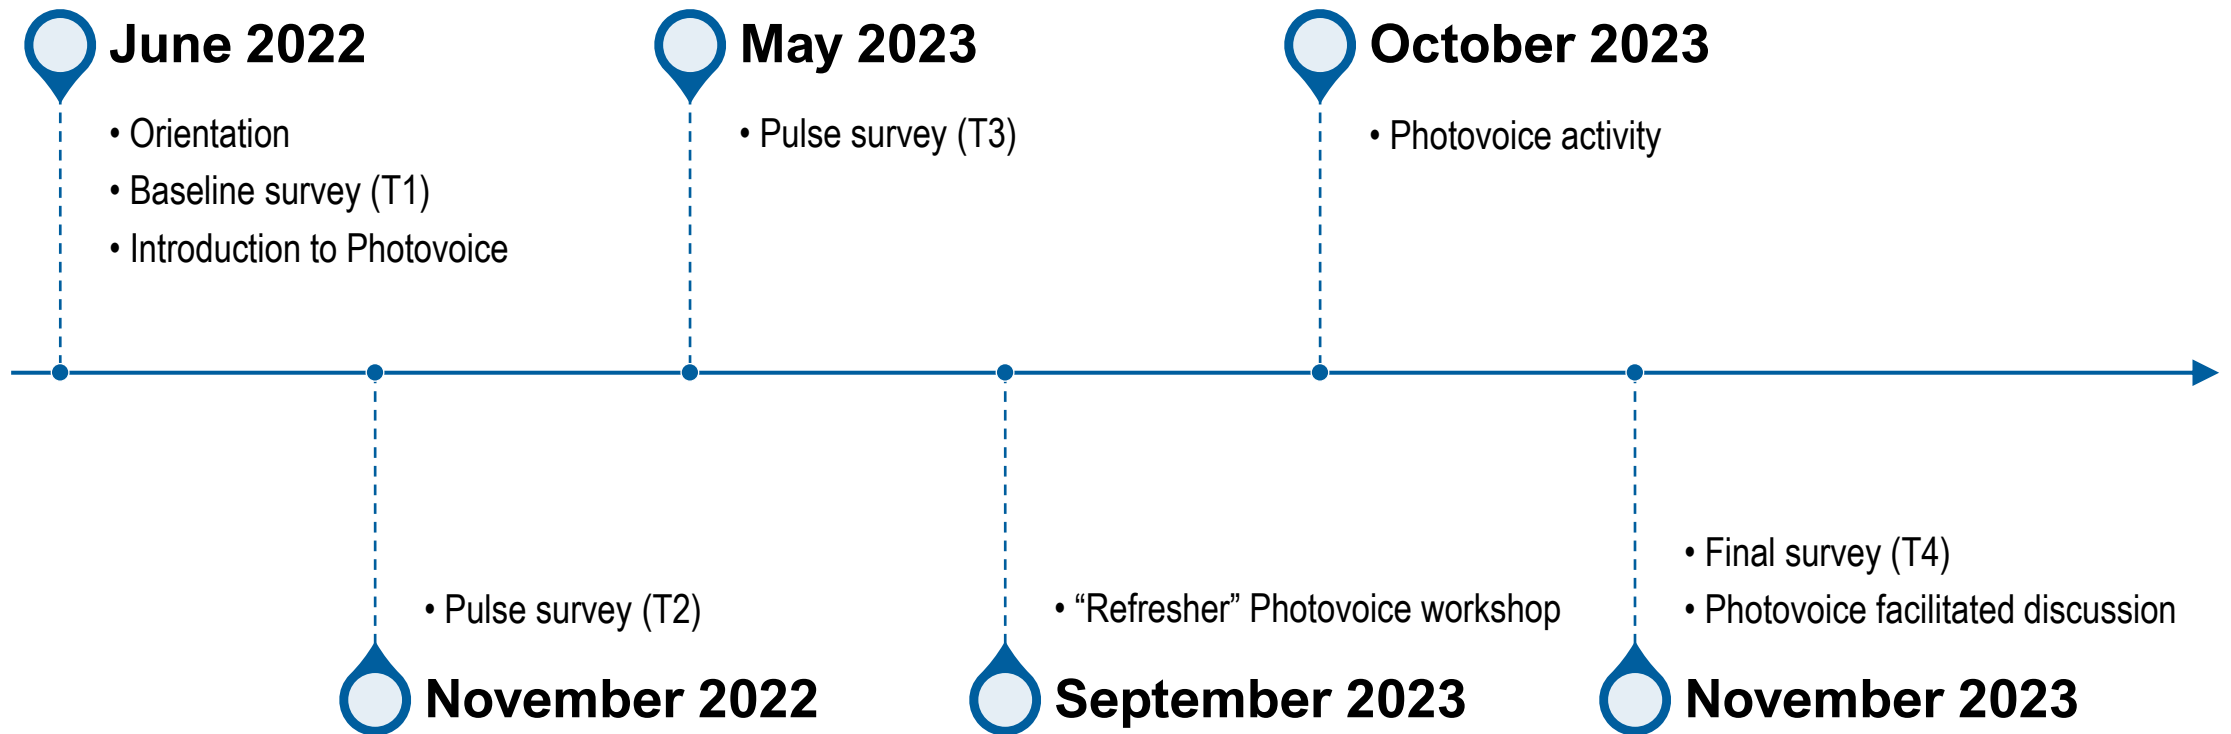 June 2022
• Orientation
• Baseline survey (T1)
• Introduction to Photovoice
November 2022
• Pulse survey (T2)
May 2023
• Pulse survey (T3)
September 2023
• “Refresher” Photovoice workshop
October 2023
• Photovoice activity
November 2023
• Final survey (T4)
• Photovoice facilitated discussion